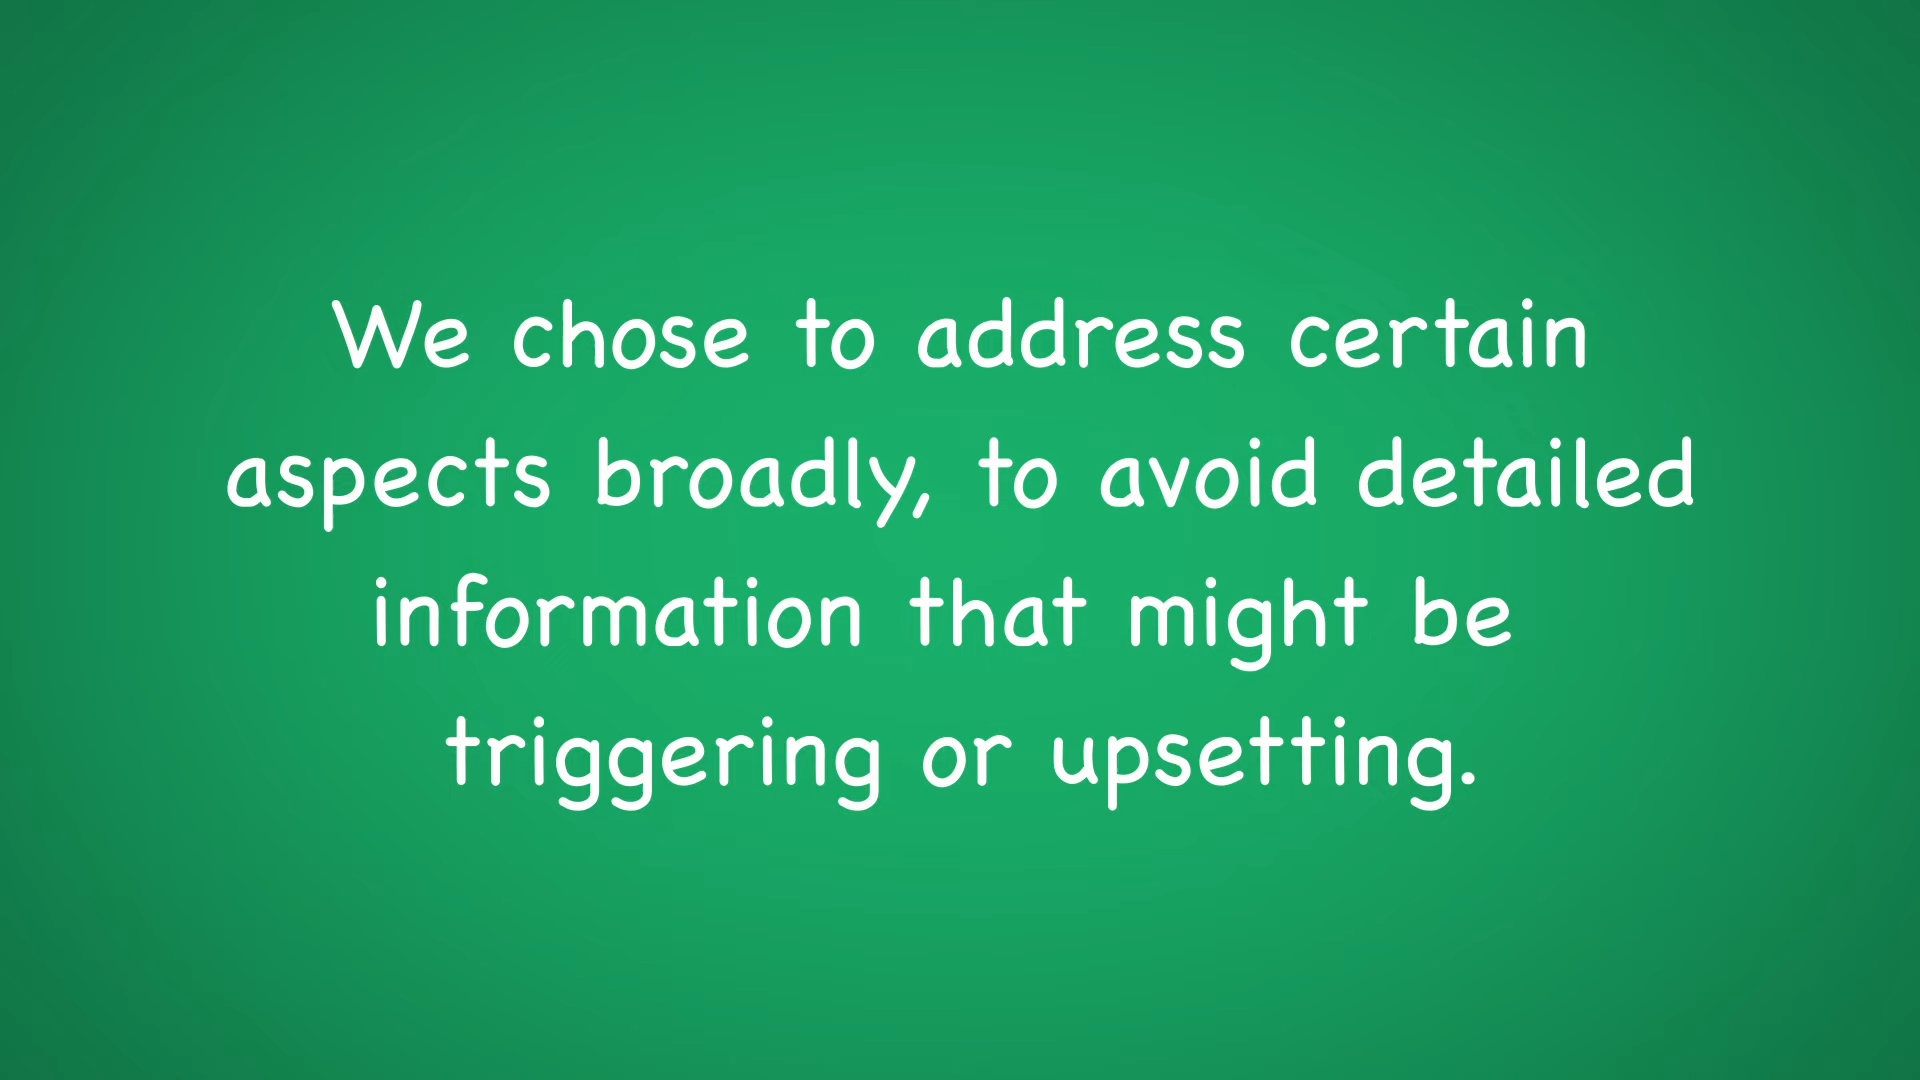 We chose to address certain
aspects broadly, to avoid detailed
information that might be
triggering or upsetting.